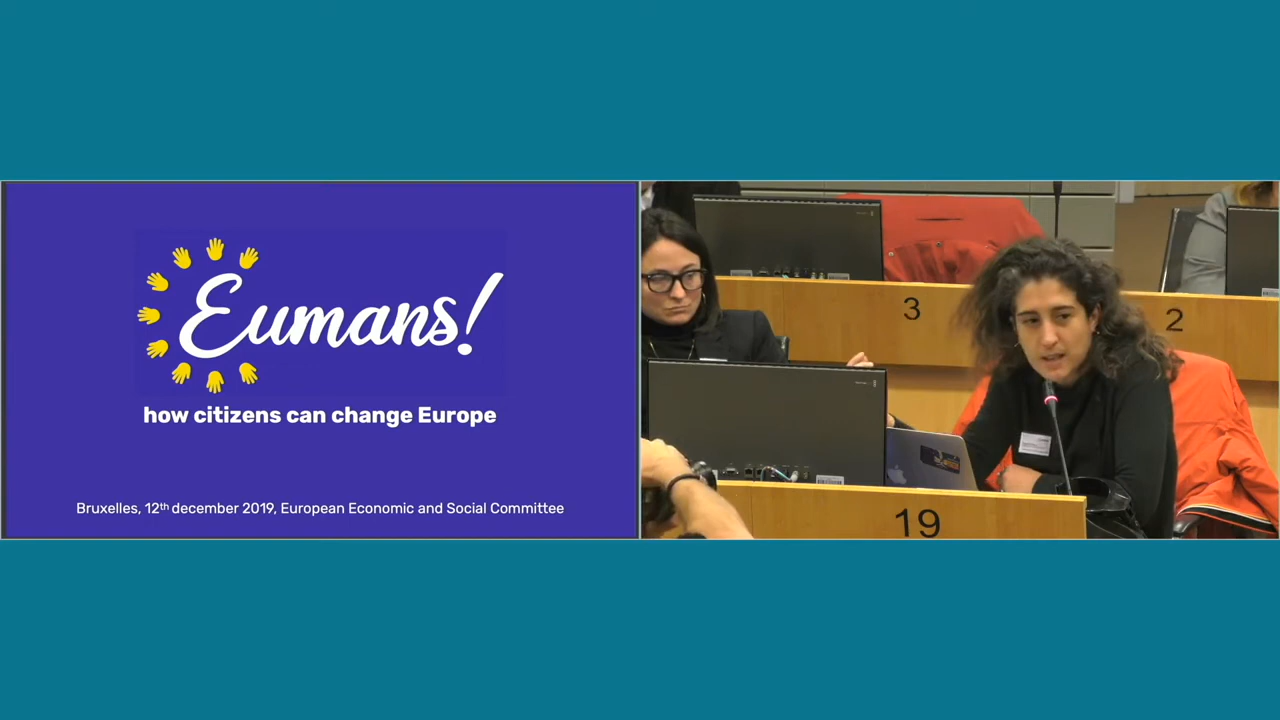 Eumans!
how citizens can change Europe
Bruxelles, 12th december 2019, European Economic and Social Committee
3
2
19